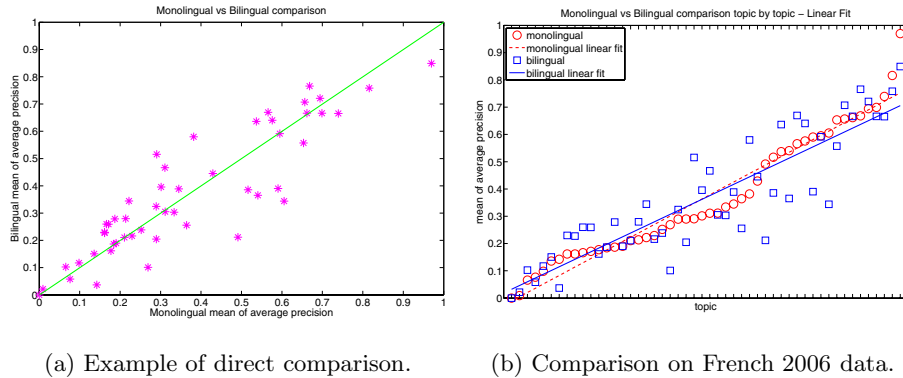 Monolingual vs Bilingual comparison
1
0.9
0.8
0.7
0.6
0.5
0.4
0.3
0.2
0.1
0
Bilingual mean of average precision
0 0.1 0.2 0.3 0.4 0.5 0.6 0.7 0.8 0.9 1
Monolingual mean of average precision
(a) Example of direct comparison.
Monolingual vs Bilingual comparison topic by topic − Linear Fit
monolingual
monolingual linear fit
bilingual
bilingual linear fit
1
0.9
0.8
0.7
0.6
0.5
0.4
0.3
0.2
0.1
0
mean of average precision
topic
(b) Comparison on French 2006 data.